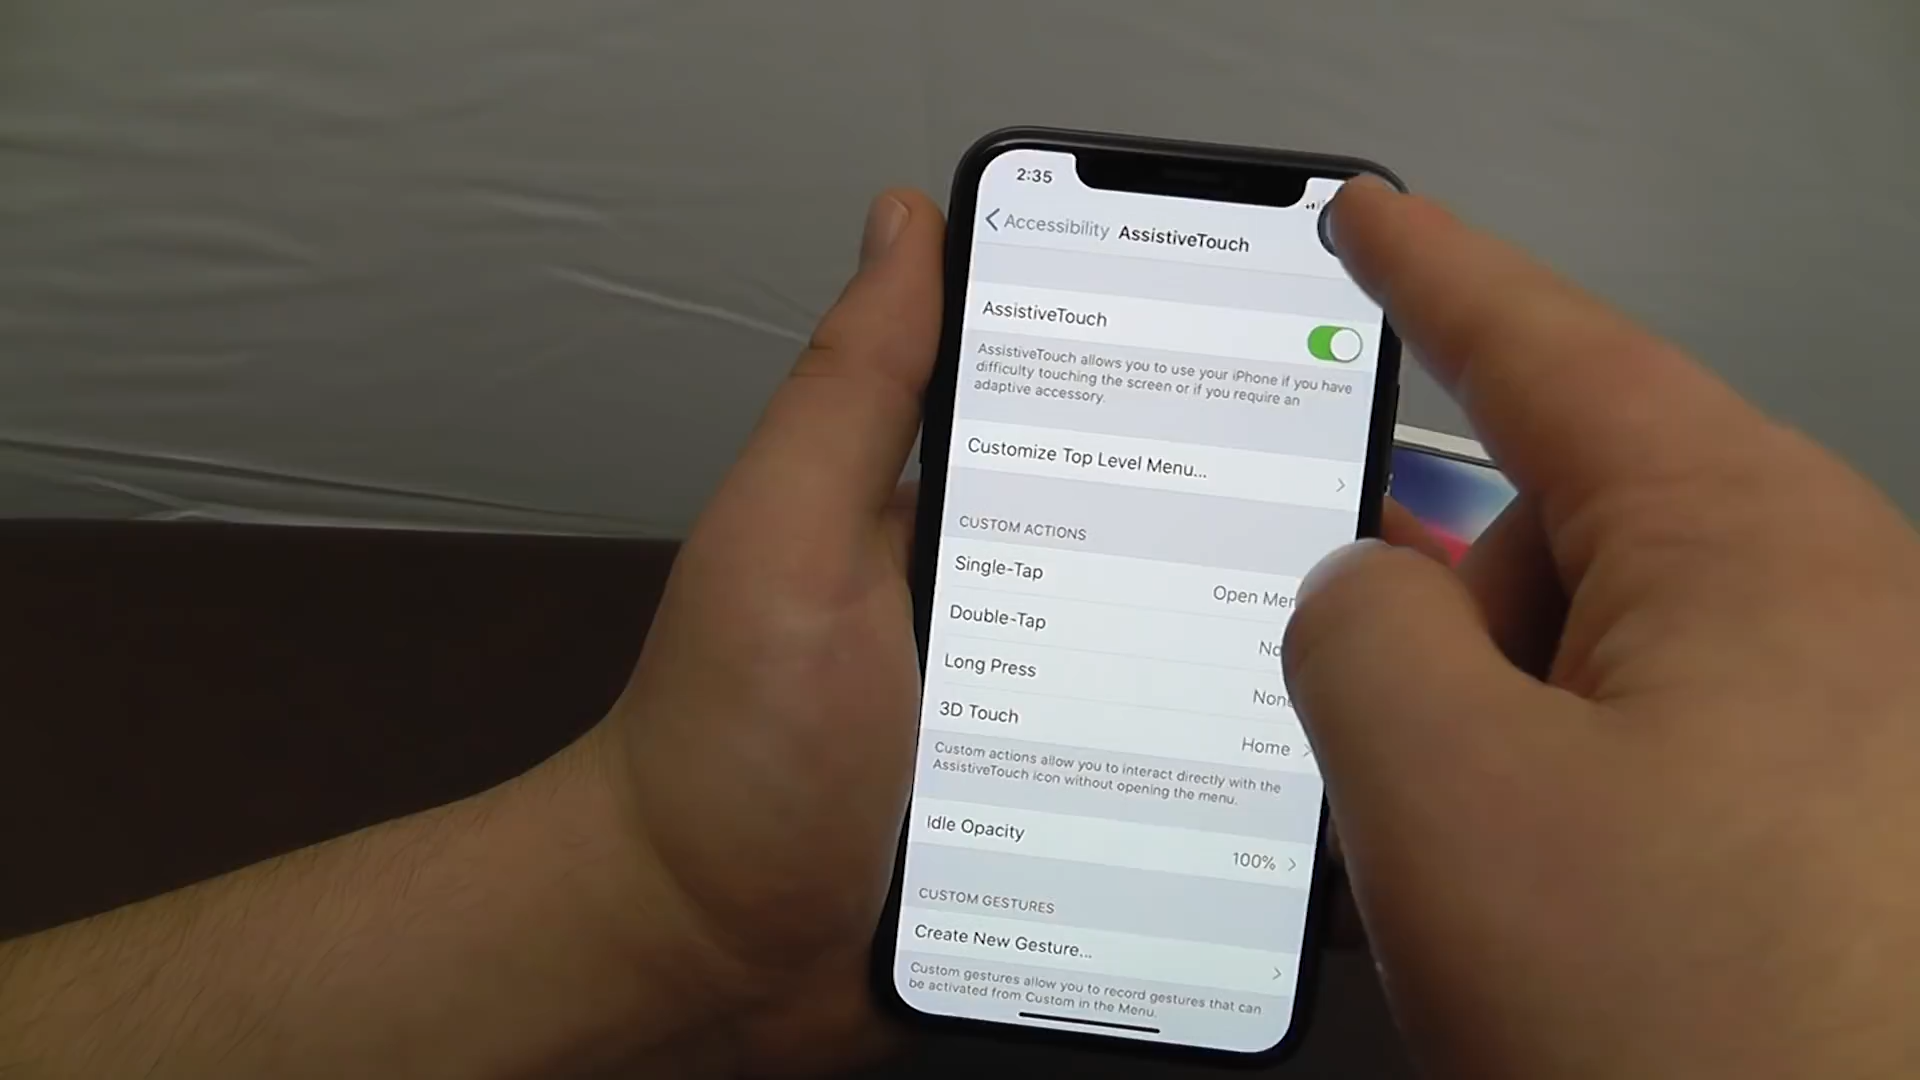 2:35
Accessibility AssistiveTouch
AssistiveTouch
AssistiveTouch allows you to use your iPhone if you have
difficulty touching the screen or if you require an
adaptive accessory.
Customize Top Level Menu...
CUSTOM ACTIONS
Single-Tap Open
Double-Tap
Long Press
3D Touch Home
Custom actions allow you to interact directly with the
AssistiveTouch icon without opening the menu.
Idle Opacity 100%
CUSTOM GESTURES
Create New Gesture...
Custom gestures allow you to record gestures that can
be activated from Custom in the Menu.